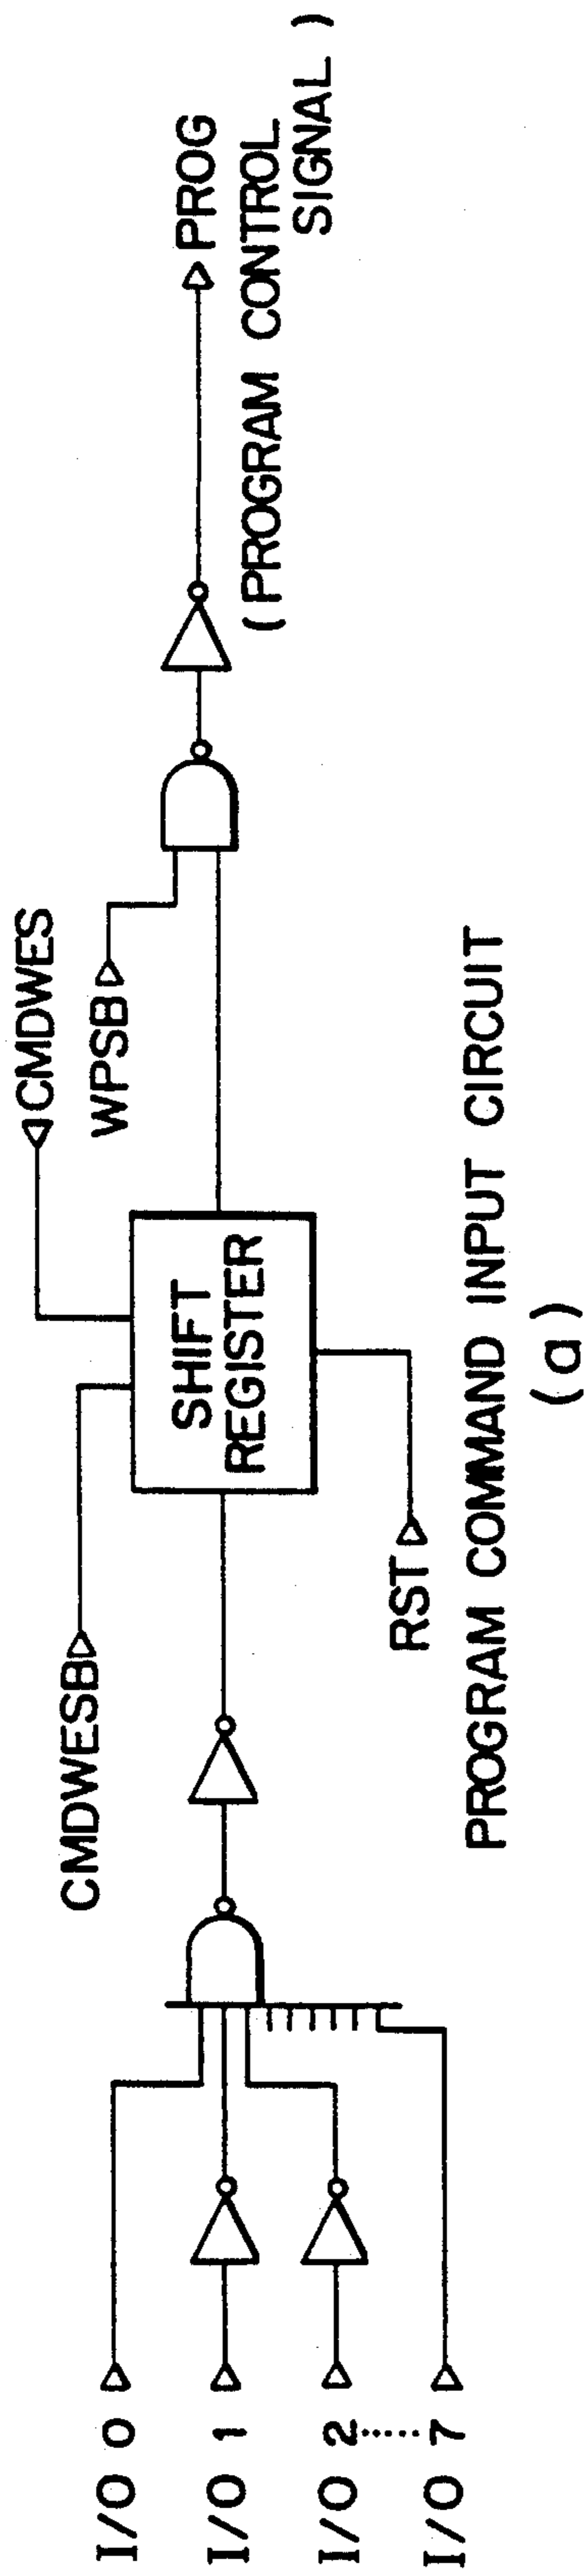 I/O 0
I/O 1
I/O 2 ...... 7
I/O 7
CMDWESB
CMDWES
SHIFT
REGISTER
RST
WPSB
PROG
(PROGRAM CONTROL
SIGNAL)
PROGRAM COMMAND INPUT CIRCUIT
(a)